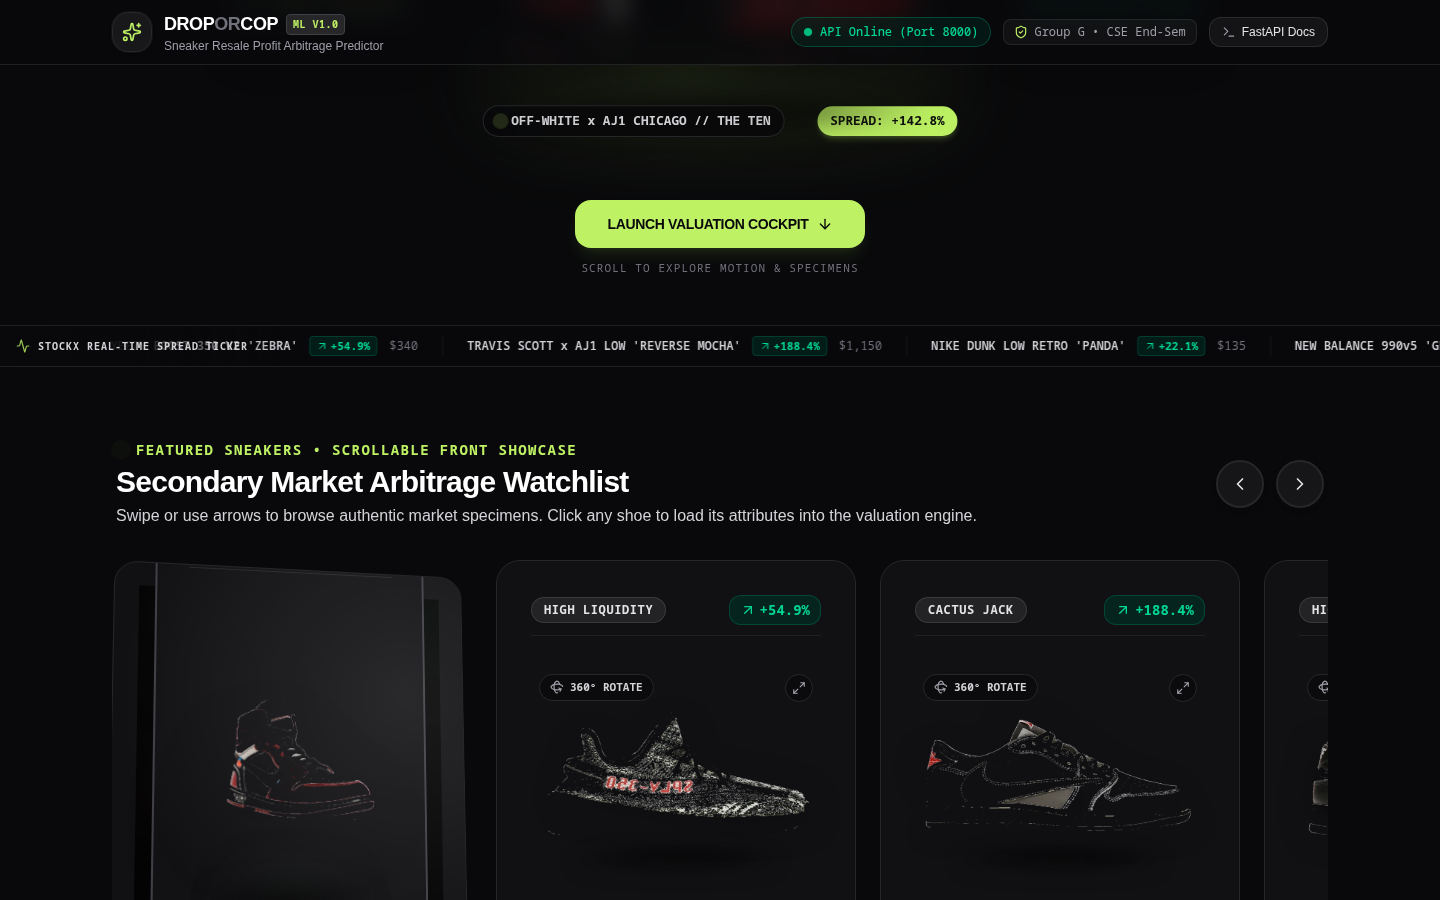 DROPORCOP ML V1.0
Sneaker Resale Profit Arbitrage Predictor
API Online (Port 8000)
Group G • CSE End-Sem
FastAPI Docs
OFF-WHITE x AJ1 CHICAGO // THE TEN
SPREAD: +142.8%
LAUNCH VALUATION COCKPIT
SCROLL TO EXPLORE MOTION & SPECIMENS
STOCKX REAL-TIME SPREAD TICKER 'ZEBRA' +54.9% $340 TRAVIS SCOTT x AJ1 LOW 'REVERSE MOCHA' +188.4% $1,150 NIKE DUNK LOW RETRO 'PANDA' +22.1% $135 NEW BALANCE 990v5 'G
FEATURED SNEAKERS • SCROLLABLE FRONT SHOWCASE
Secondary Market Arbitrage Watchlist
Swipe or use arrows to browse authentic market specimens. Click any shoe to load its attributes into the valuation engine.
HIGH LIQUIDITY +54.9%
CACTUS JACK +188.4%
HI
360° ROTATE
360° ROTATE